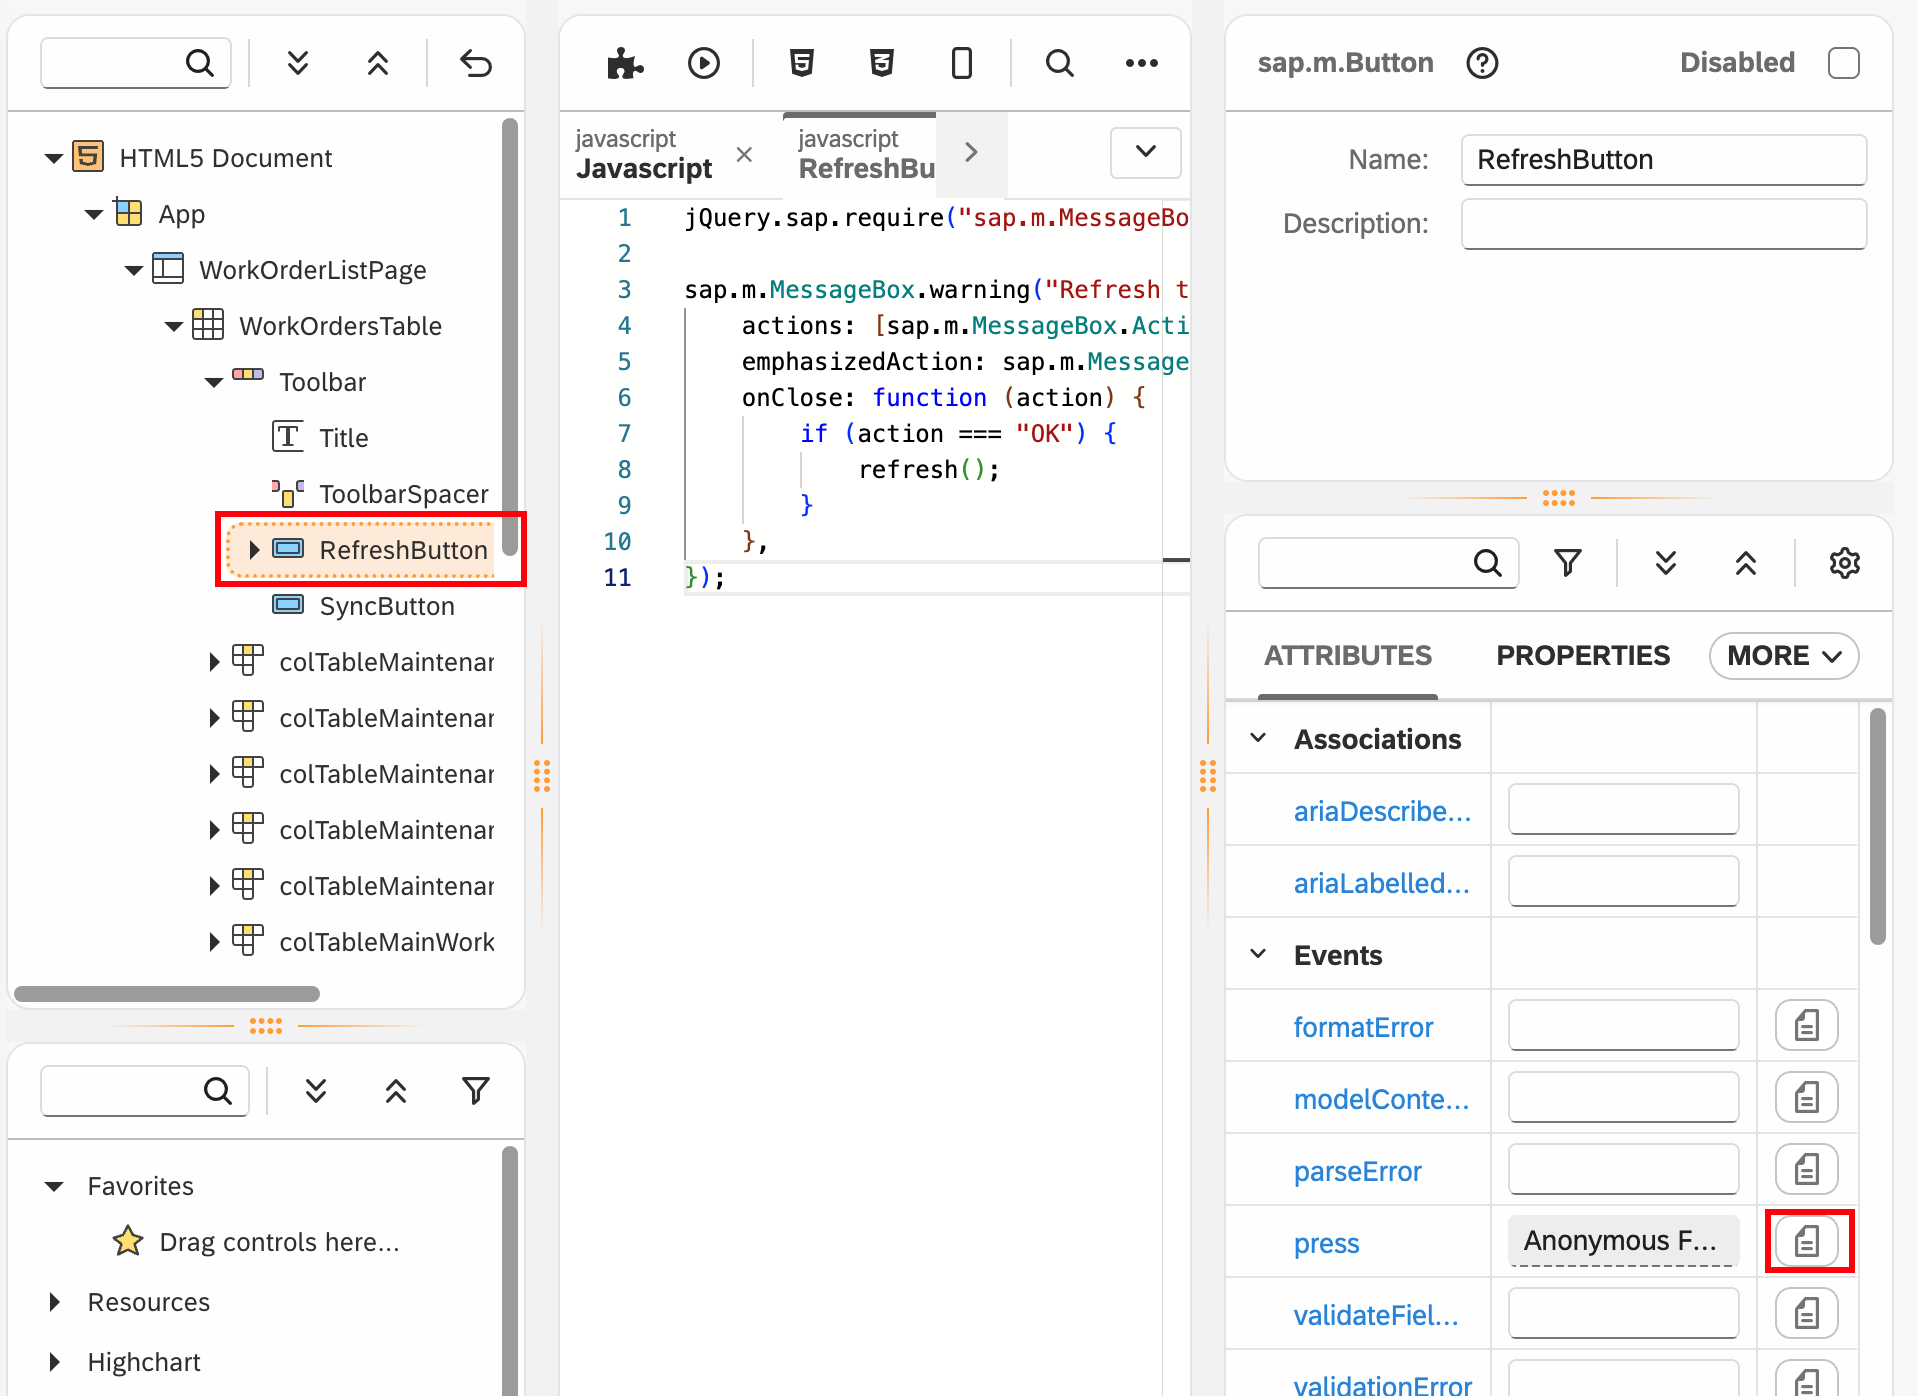 HTML5 Document
App
WorkOrderListPage
WorkOrdersTable
Toolbar
Title
ToolbarSpacer
RefreshButton
SyncButton
colTableMaintenar
colTableMaintenar
colTableMaintenar
colTableMaintenar
colTableMaintenar
colTableMainWork
Favorites
Drag controls here...
Resources
Highchart
javascript
Javascript
javascript
RefreshBu
1 jQuery.sap.require("sap.m.MessageBo
2
3 sap.m.MessageBox.warning("Refresh t
4 actions: [sap.m.MessageBox.Acti
5 emphasizedAction: sap.m.Message
6 onClose: function (action) {
7 if (action === "OK") {
8 refresh();
9 }
10 },
11 });
sap.m.Button
Disabled
Name: RefreshButton
Description:
ATTRIBUTES PROPERTIES MORE
Associations
ariaDescribe...
ariaLabelled...
Events
formatError
modelConte...
parseError
press Anonymous F...
validateFiel...
validationError